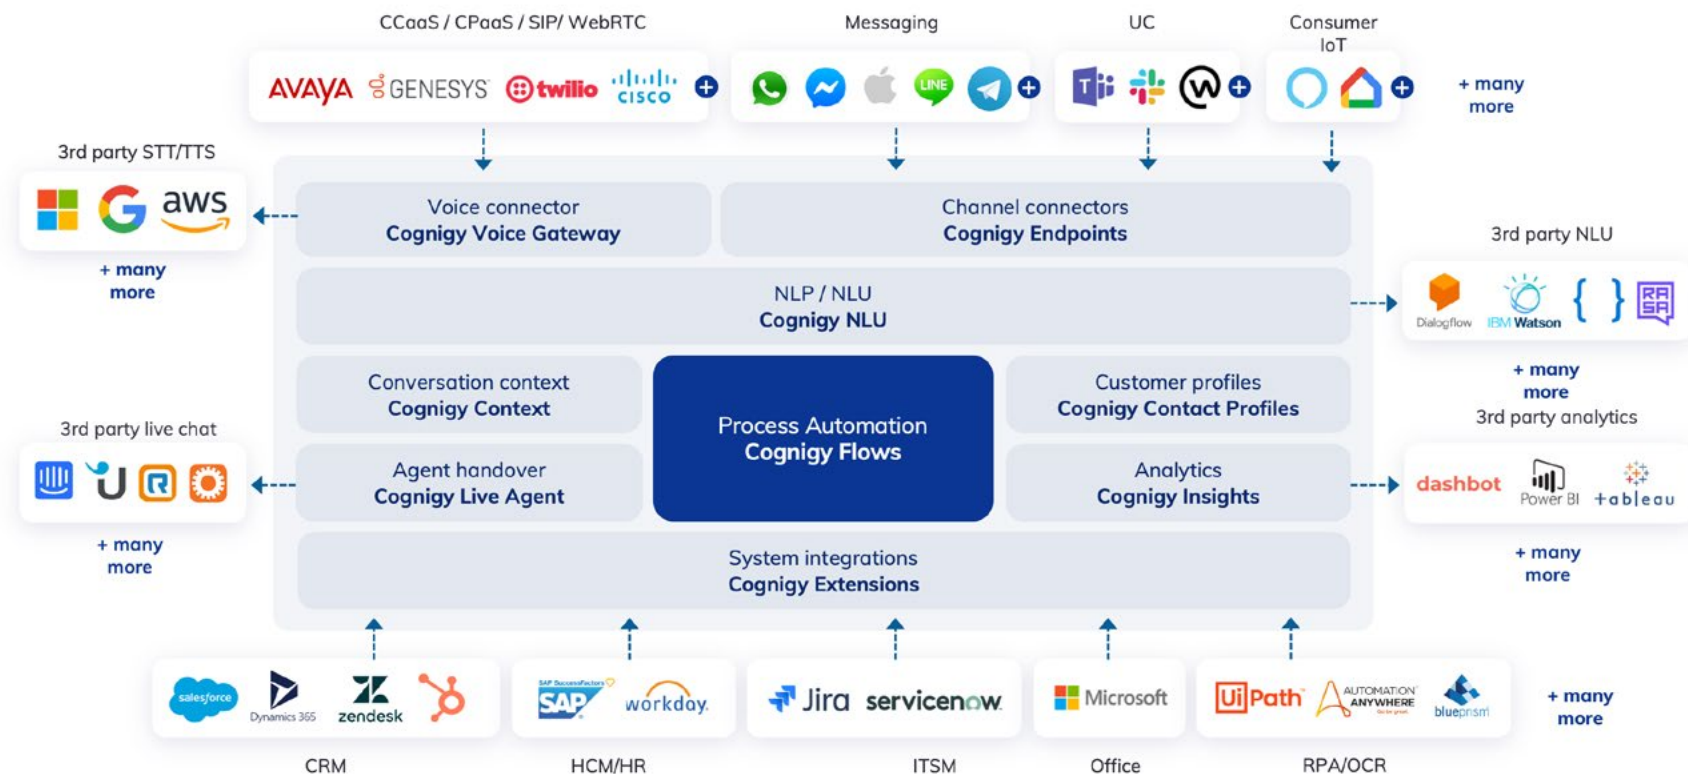 CCaaS / CPaaS / SIP/ WebRTC
Messaging
UC
Consumer
IoT
AVAYA
GENESYS
twilio
CISCO
LINE
+ many
more
3rd party STT/TTS
aws
+ many
more
Voice connector
Cognigy Voice Gateway
Channel connectors
Cognigy Endpoints
3rd party NLU
Dialogflow
IBM Watson
RASA
+ many
more
NLP / NLU
Cognigy NLU
Conversation context
Cognigy Context
Process Automation
Cognigy Flows
Customer profiles
Cognigy Contact Profiles
3rd party live chat
+ many
more
Agent handover
Cognigy Live Agent
Analytics
Cognigy Insights
3rd party analytics
dashbot
Power BI
+ableau
+ many
more
System integrations
Cognigy Extensions
salesforce
Dynamics 365
zendesk
SAP SuccessFactors
SAP
workday.
Jira
servicenow
Microsoft
UiPath
AUTOMATION
ANYWHERE
blueprism
+ many
more
CRM
HCM/HR
ITSM
Office
RPA/OCR